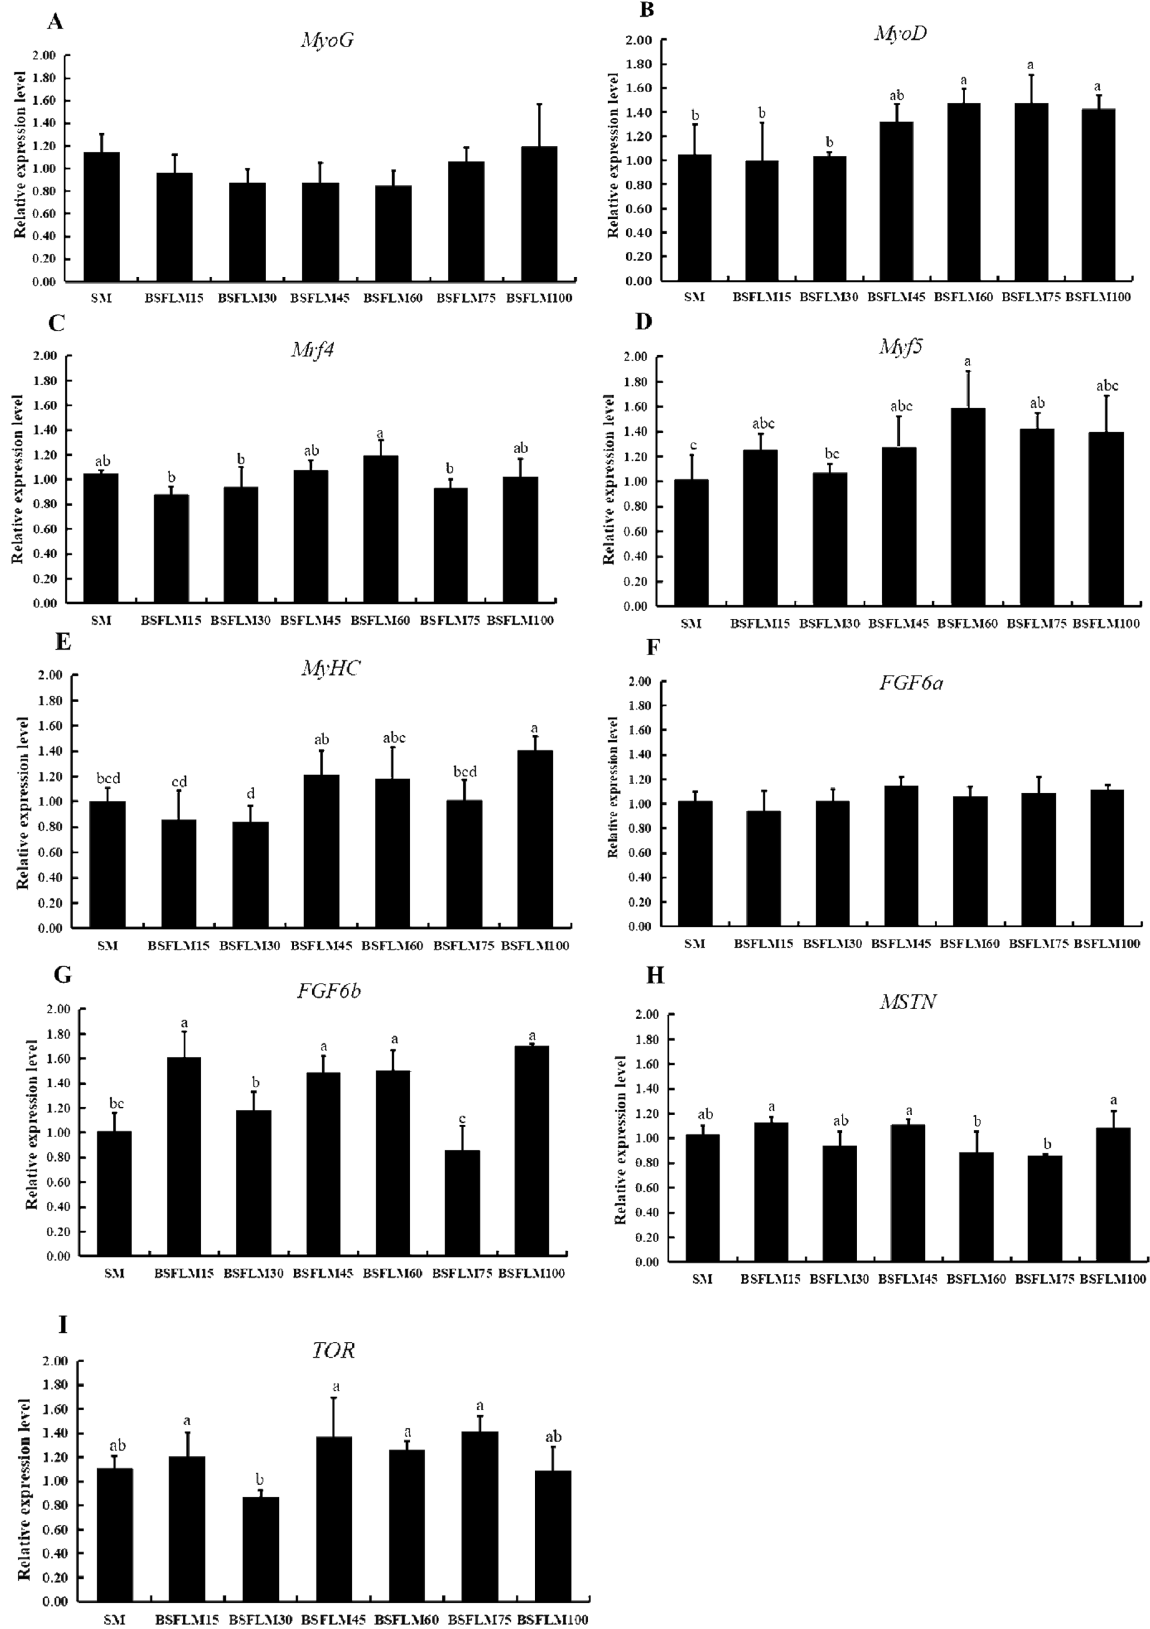 A
MyoG
Relative expression level
2.00
1.80
1.60
1.40
1.20
1.00
0.80
0.60
0.40
0.20
0.00
SM BSFLM15 BSFLM30 BSFLM45 BSFLM60 BSFLM75 BSFLM100
B
MyoD
Relative expression level
2.00
1.80
1.60
1.40
1.20
1.00
0.80
0.60
0.40
0.20
0.00
b b b ab a a a
SM BSFLM15 BSFLM30 BSFLM45 BSFLM60 BSFLM75 BSFLM100
C
Mrf4
Relative expression level
2.00
1.80
1.60
1.40
1.20
1.00
0.80
0.60
0.40
0.20
0.00
ab b b ab a b ab
SM BSFLM15 BSFLM30 BSFLM45 BSFLM60 BSFLM75 BSFLM100
D
Myf5
Relative expression level
2.00
1.80
1.60
1.40
1.20
1.00
0.80
0.60
0.40
0.20
0.00
c abc bc abc a ab abc
SM BSFLM15 BSFLM30 BSFLM45 BSFLM60 BSFLM75 BSFLM100
E
MyHC
Relative expression level
2.00
1.80
1.60
1.40
1.20
1.00
0.80
0.60
0.40
0.20
0.00
bcd cd d ab abc bcd a
SM BSFLM15 BSFLM30 BSFLM45 BSFLM60 BSFLM75 BSFLM100
F
FGF6a
Relative expression level
2.00
1.80
1.60
1.40
1.20
1.00
0.80
0.60
0.40
0.20
0.00
SM BSFLM15 BSFLM30 BSFLM45 BSFLM60 BSFLM75 BSFLM100
G
FGF6b
Relative expression level
2.00
1.80
1.60
1.40
1.20
1.00
0.80
0.60
0.40
0.20
0.00
bc a b a a c a
SM BSFLM15 BSFLM30 BSFLM45 BSFLM60 BSFLM75 BSFLM100
H
MSTN
Relative expression level
2.00
1.80
1.60
1.40
1.20
1.00
0.80
0.60
0.40
0.20
0.00
ab a ab a b b a
SM BSFLM15 BSFLM30 BSFLM45 BSFLM60 BSFLM75 BSFLM100
I
TOR
Relative expression level
2.00
1.80
1.60
1.40
1.20
1.00
0.80
0.60
0.40
0.20
0.00
ab a b a a a ab
SM BSFLM15 BSFLM30 BSFLM45 BSFLM60 BSFLM75 BSFLM100